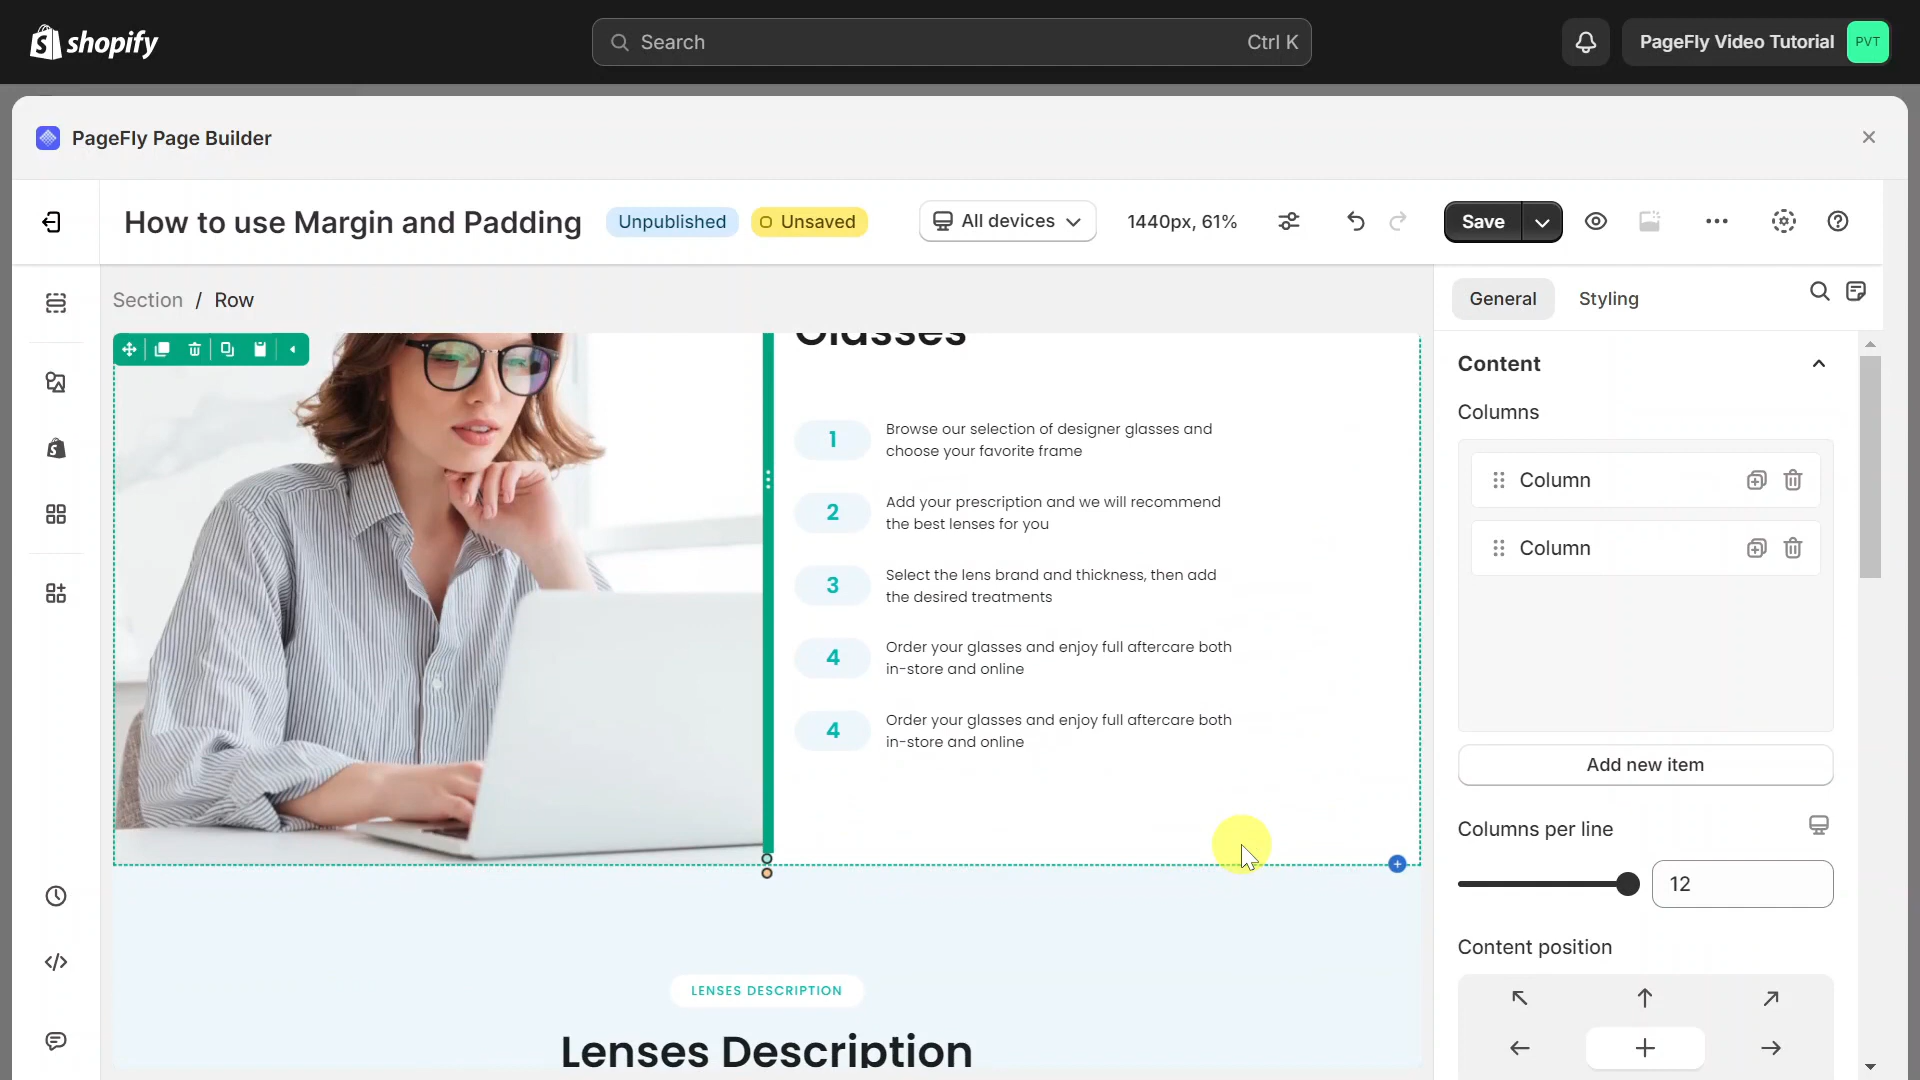 shopify
Search
Ctrl K
PageFly Video Tutorial
PVT
PageFly Page Builder
How to use Margin and Padding
Unpublished
Unsaved
All devices
1440px, 61%
Save
Section / Row
General
Styling
Glasses
1
Browse our selection of designer glasses and
choose your favorite frame
2
Add your prescription and we will recommend
the best lenses for you
3
Select the lens brand and thickness, then add
the desired treatments
4
Order your glasses and enjoy full aftercare both
in-store and online
4
Order your glasses and enjoy full aftercare both
in-store and online
LENSES DESCRIPTION
Lenses Description
Content
Columns
Column
Column
Add new item
Columns per line
12
Content position